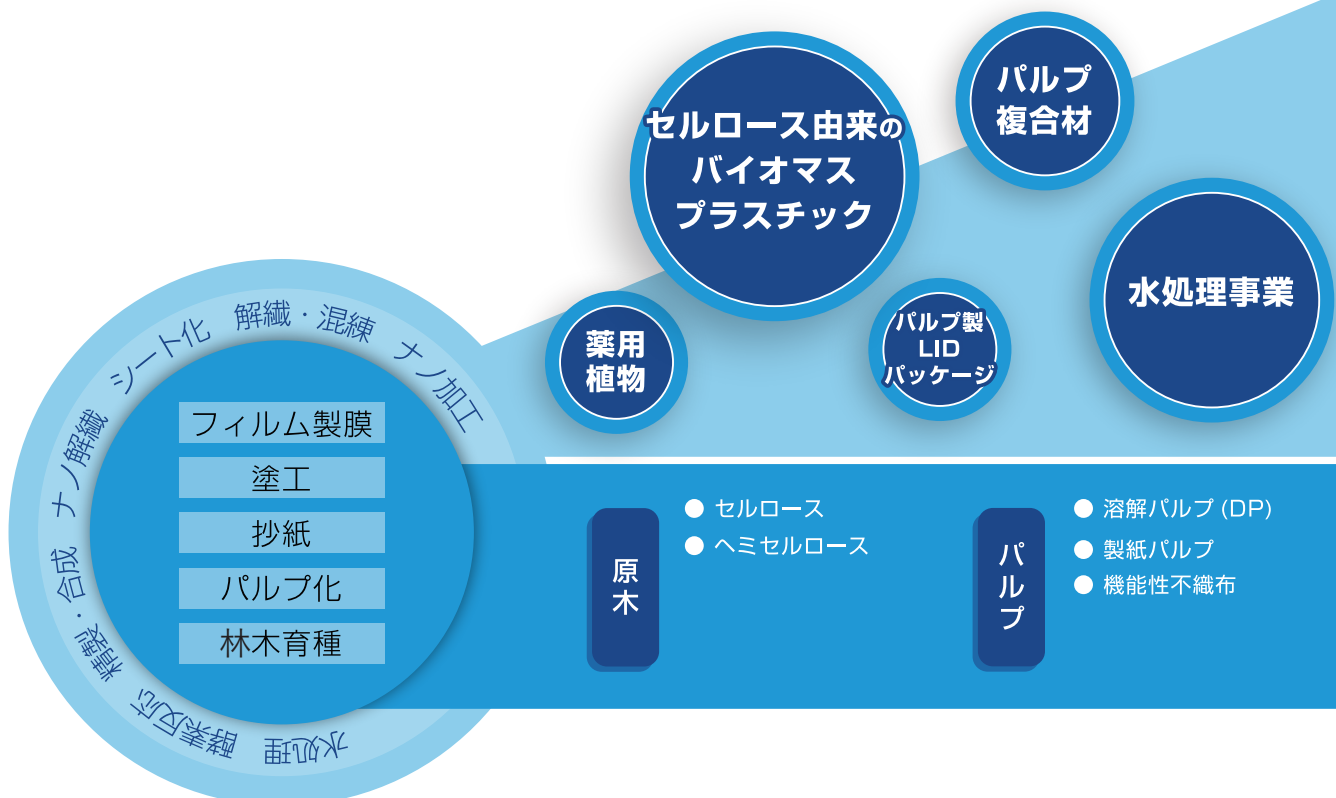 セルロース由来の
バイオマス
プラスチック
パルプ
複合材
水処理事業
薬用
植物
パルプ製
LID
パッケージ
水処理 酵素反応 精製・合成 ナノ解繊 シート化 解繊・混練 ナノ加工
フィルム製膜
塗工
抄紙
パルプ化
林木育種
原木
● セルロース
● ヘミセルロース
パルプ
● 溶解パルプ (DP)
● 製紙パルプ
● 機能性不織布